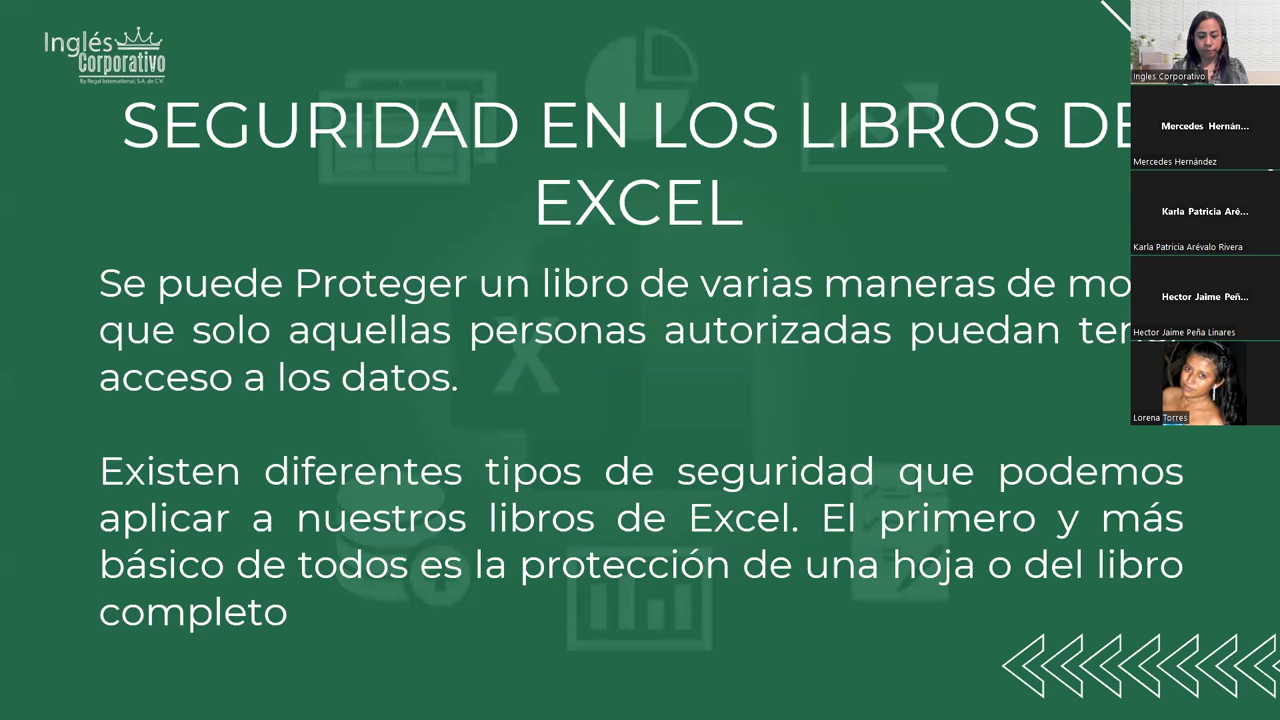 Inglés
Corporativo
By Regal International, S.A. de C.V.
SEGURIDAD EN LOS LIBROS DE
EXCEL
Se puede Proteger un libro de varias maneras de mo
que solo aquellas personas autorizadas puedan tener
acceso a los datos.
Existen diferentes tipos de seguridad que podemos
aplicar a nuestros libros de Excel. El primero y más
básico de todos es la protección de una hoja o del libro
completo
Ingles Corporativo
Mercedes Hernán...
Mercedes Hernández
Karla Patricia Aré...
Karla Patricia Arévalo Rivera
Hector Jaime Peñ...
Hector Jaime Peña Linares
Lorena Torres